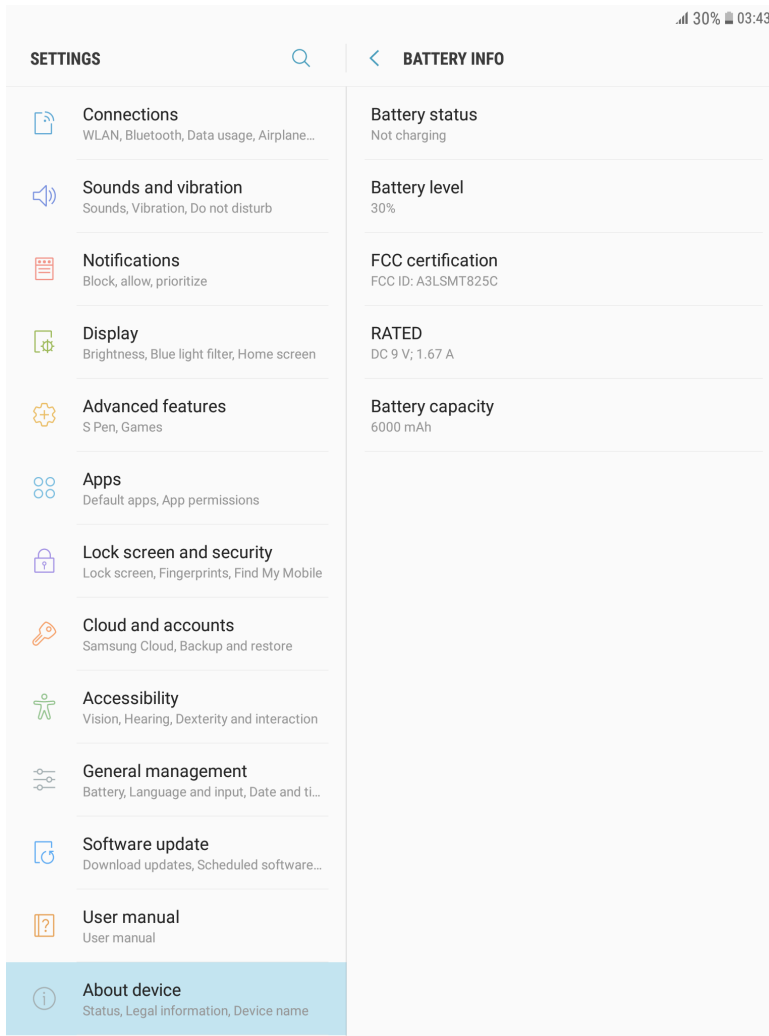 30% 03:43
SETTINGS
BATTERY INFO
Connections
WLAN, Bluetooth, Data usage, Airplane...
Sounds and vibration
Sounds, Vibration, Do not disturb
Notifications
Block, allow, prioritize
Display
Brightness, Blue light filter, Home screen
Advanced features
S Pen, Games
Apps
Default apps, App permissions
Lock screen and security
Lock screen, Fingerprints, Find My Mobile
Cloud and accounts
Samsung Cloud, Backup and restore
Accessibility
Vision, Hearing, Dexterity and interaction
General management
Battery, Language and input, Date and ti...
Software update
Download updates, Scheduled software...
User manual
User manual
About device
Status, Legal information, Device name
Battery status
Not charging
Battery level
30%
FCC certification
FCC ID: A3LSMT825C
RATED
DC 9 V; 1.67 A
Battery capacity
6000 mAh